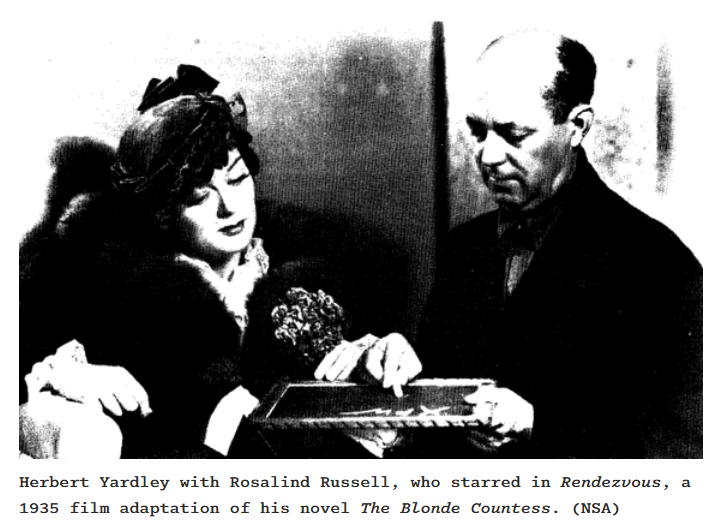 Herbert Yardley with Rosalind Russell, who starred in Rendezvous, a
1935 film adaptation of his novel The Blonde Countess. (NSA)